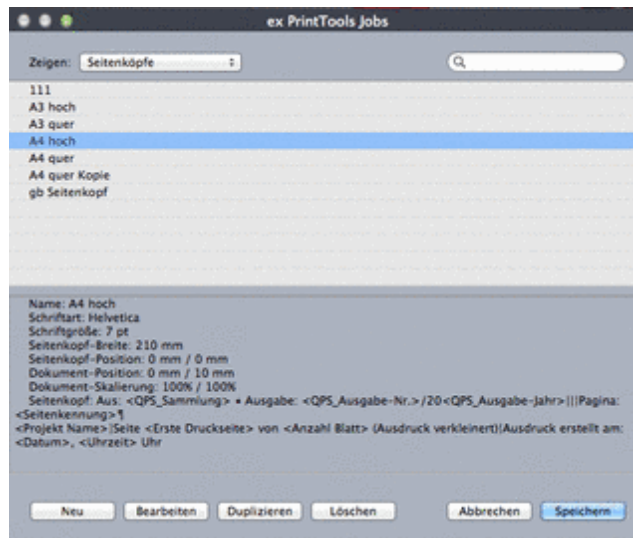 ex PrintTools Jobs
Zeigen: Seitenköpfe
111
A3 hoch
A3 quer
A4 hoch
A4 quer
A4 quer Kopie
gb Seitenkopf
Name: A4 hoch
Schriftart: Helvetica
Schriftgröße: 7 pt
Seitenkopf-Breite: 210 mm
Seitenkopf-Position: 0 mm / 0 mm
Dokument-Position: 0 mm / 10 mm
Dokument-Skalierung: 100% / 100%
Seitenkopf: Aus: <QPS_Sammlung> • Ausgabe: <QPS_Ausgabe-Nr.>/20<QPS_Ausgabe-Jahr>|||Pagina:
<Seitenkennung>¶
<Projekt Name>|Seite <Erste Druckseite> von <Anzahl Blatt> (Ausdruck verkleinert)|Ausdruck erstellt am:
<Datum>, <Uhrzeit> Uhr
Neu Bearbeiten Duplizieren Löschen Abbrechen Speichern